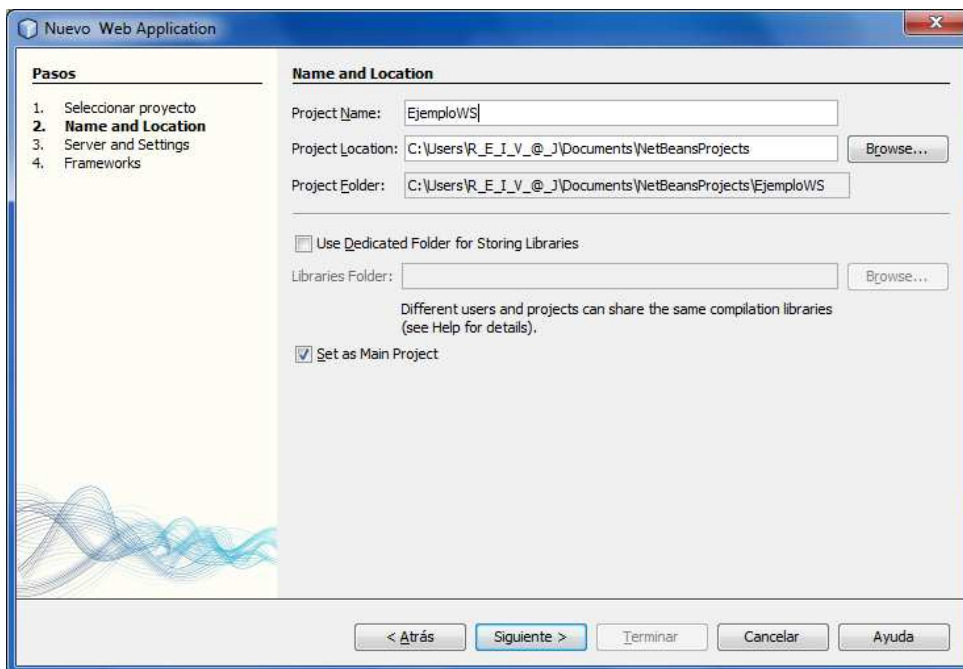 Nuevo Web Application
Pasos
1. Seleccionar proyecto
2. Name and Location
3. Server and Settings
4. Frameworks
Name and Location
Project Name: EjemploWS
Project Location: C:\Users\R_E_I_V_@_J\Documents\NetBeansProjects Browse...
Project Folder: C:\Users\R_E_I_V_@_J\Documents\NetBeansProjects\EjemploWS
Use Dedicated Folder for Storing Libraries
Libraries Folder: Browse...
Different users and projects can share the same compilation libraries
(see Help for details).
Set as Main Project
< Atrás Siguiente > Terminar Cancelar Ayuda